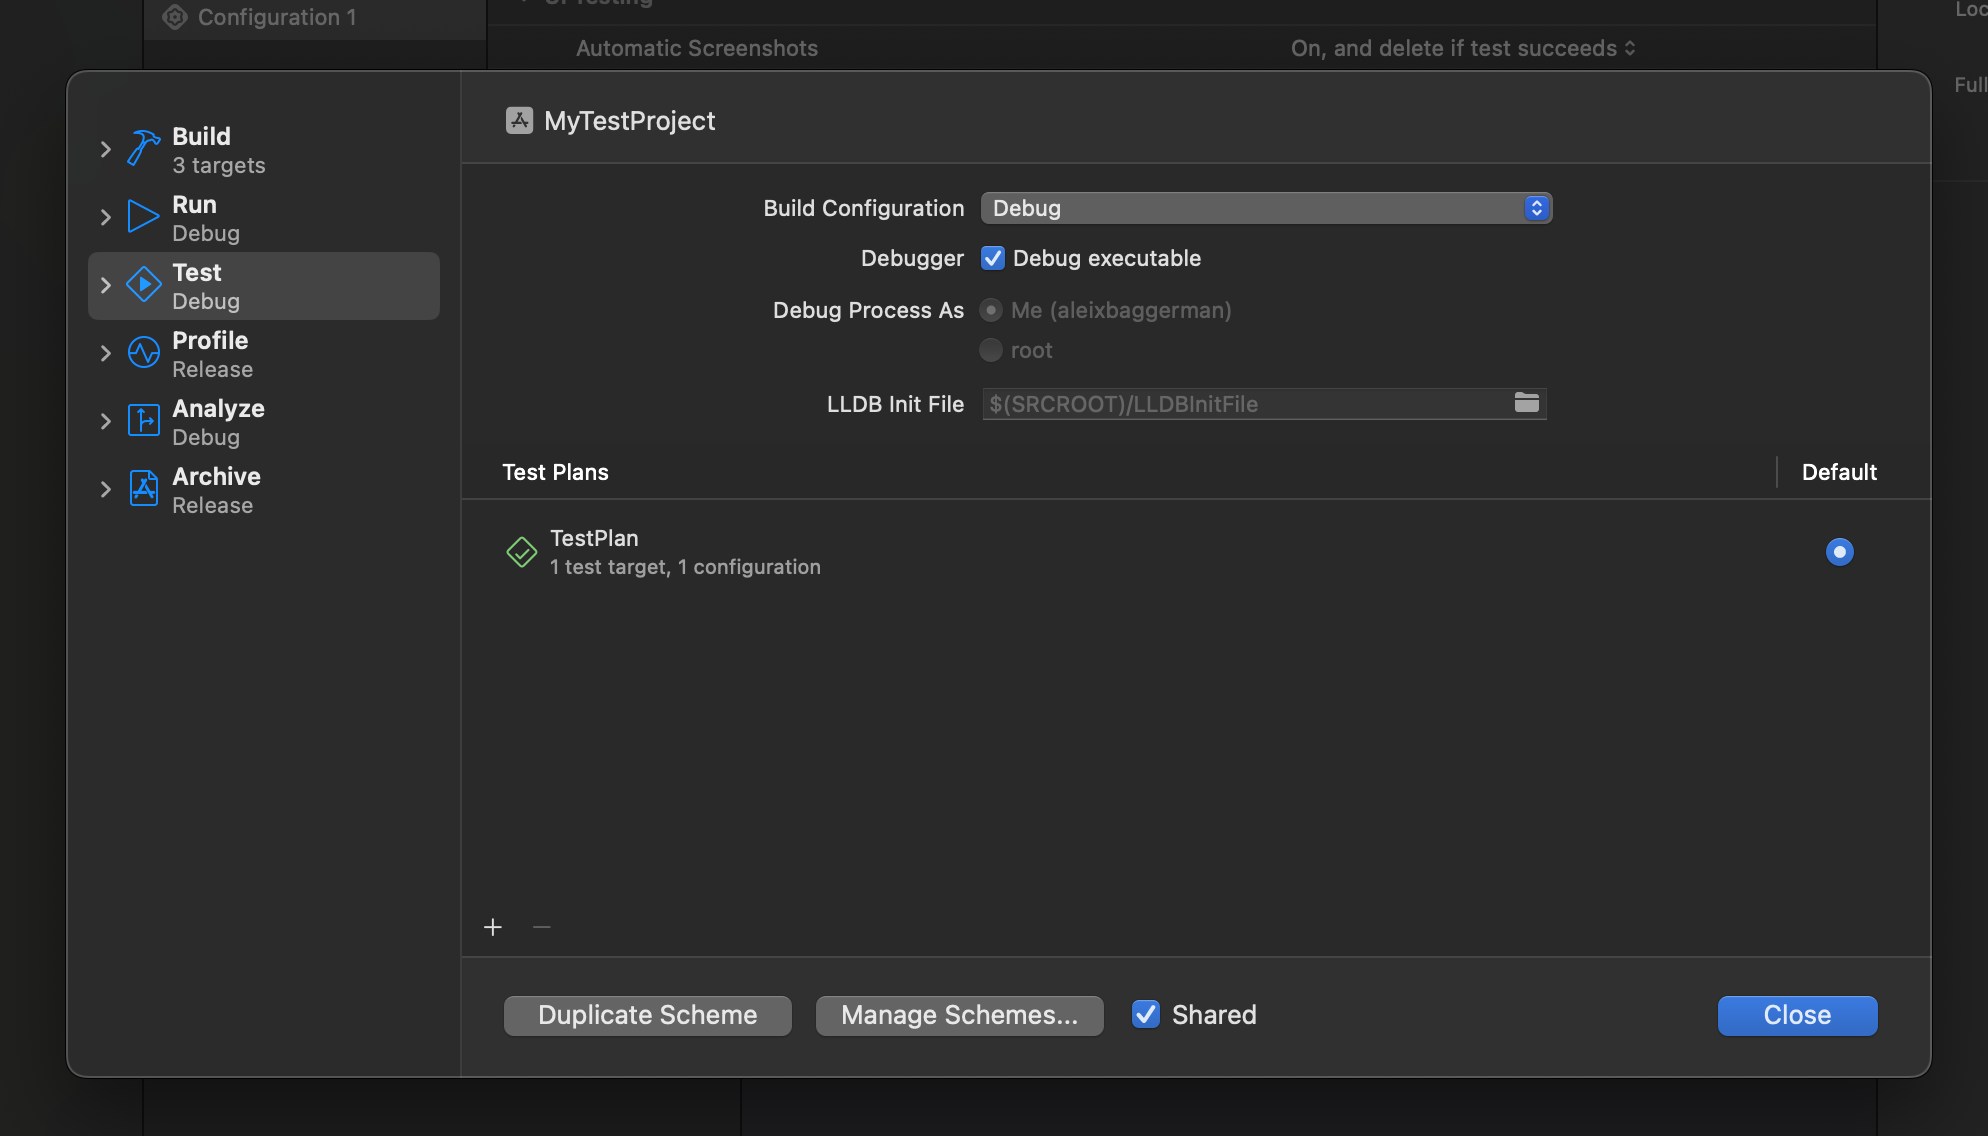 Configuration 1
UI Testing
Automatic Screenshots
On, and delete if test succeeds
Loc
Full
Build
3 targets
Run
Debug
Test
Debug
Profile
Release
Analyze
Debug
Archive
Release
MyTestProject
Build Configuration Debug
Debugger Debug executable
Debug Process As Me (aleixbaggerman)
root
LLDB Init File $(SRCROOT)/LLDBInitFile
Test Plans Default
TestPlan
1 test target, 1 configuration
Duplicate Scheme Manage Schemes... Shared Close